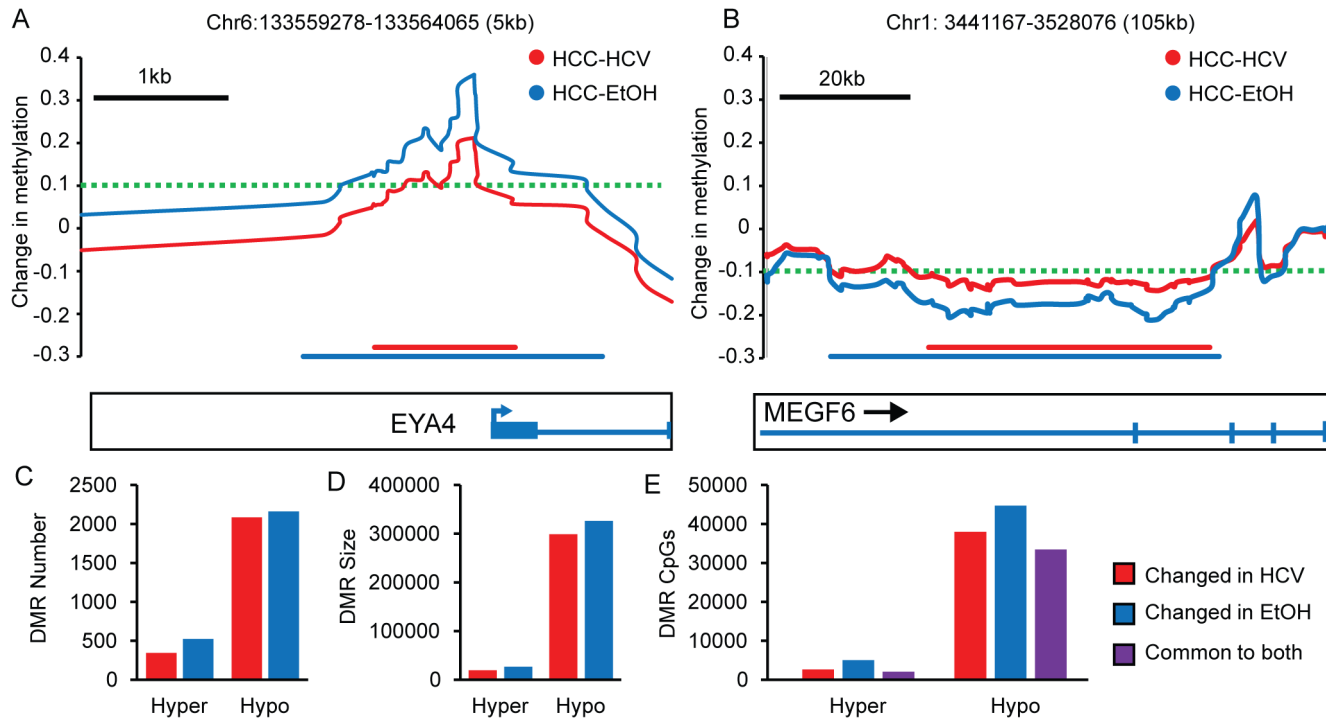 A
Chr6:133559278-133564065 (5kb)
0.4
0.3
0.2
0.1
0
-0.1
-0.2
-0.3
Change in methylation
1kb
HCC-HCV
HCC-EtOH
EYA4
B
Chr1: 3441167-3528076 (105kb)
0.4
0.3
0.2
0.1
0
-0.1
-0.2
-0.3
Change in methylation
20kb
HCC-HCV
HCC-EtOH
MEGF6
C
2500
2000
1500
1000
500
0
DMR Number
Hyper Hypo
D
400000
300000
200000
100000
0
DMR Size
Hyper Hypo
E
50000
40000
30000
20000
10000
0
DMR CpGs
Hyper Hypo
Changed in HCV
Changed in EtOH
Common to both